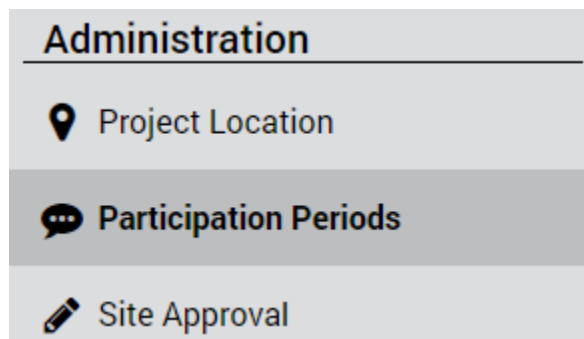 Administration
Project Location
Participation Periods
Site Approval